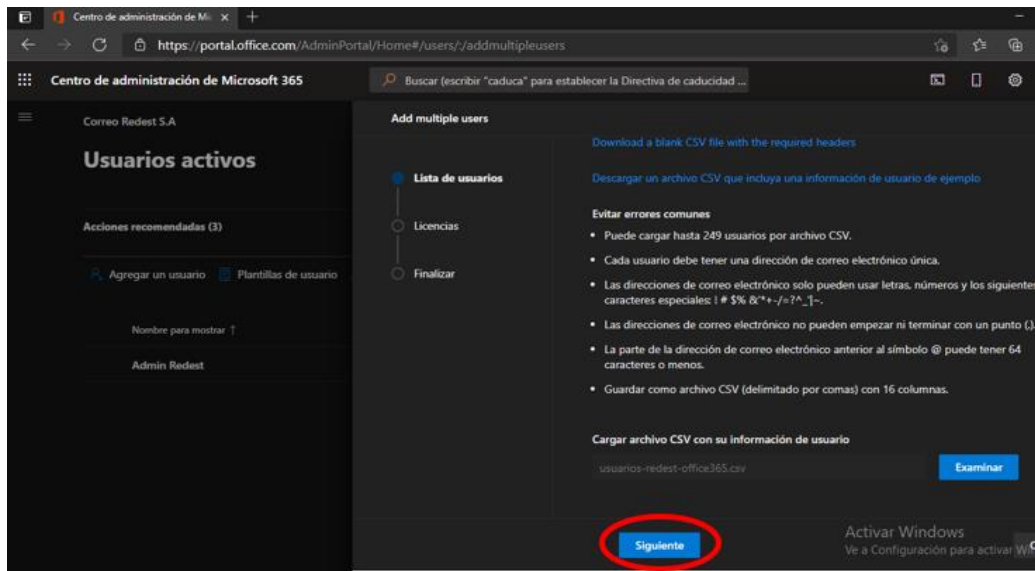 Centro de administración de Mi
https://portal.office.com/AdminPortal/Home#/users/:/addmultipleusers
Centro de administración de Microsoft 365
Buscar (escribir "caduca" para establecer la Directiva de caducidad ...
Correo Redest S.A
Usuarios activos
Acciones recomendadas (3)
Agregar un usuario
Plantillas de usuario
Nombre para mostrar ↑
Admin Redest
Add multiple users
Lista de usuarios
Licencias
Finalizar
Download a blank CSV file with the required headers
Descargar un archivo CSV que incluya una información de usuario de ejemplo
Evitar errores comunes
• Puede cargar hasta 249 usuarios por archivo CSV.
• Cada usuario debe tener una dirección de correo electrónico única.
• Las direcciones de correo electrónico solo pueden usar letras, números y los siguientes
caracteres especiales: ! # $% &'*+-/=?^_'|~.
• Las direcciones de correo electrónico no pueden empezar ni terminar con un punto (.).
• La parte de la dirección de correo electrónico anterior al símbolo @ puede tener 64
caracteres o menos.
• Guardar como archivo CSV (delimitado por comas) con 16 columnas.
Cargar archivo CSV con su información de usuario
usuarios-redest-office365.csv
Examinar
Siguiente
Activar Windows
Ve a Configuración para activar Wi